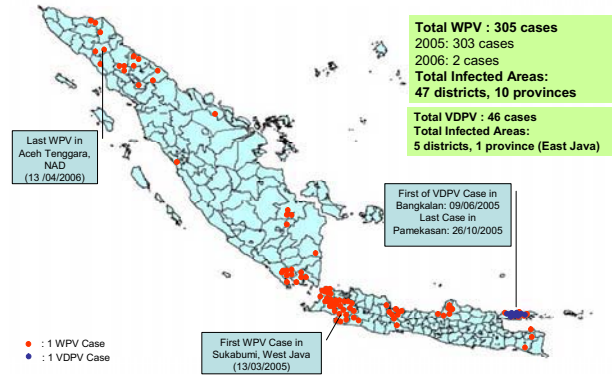 Total WPV : 305 cases
2005: 303 cases
2006: 2 cases
Total Infected Areas:
47 districts, 10 provinces
Total VDPV : 46 cases
Total Infected Areas:
5 districts, 1 province (East Java)
Last WPV in
Aceh Tenggara,
NAD
(13 /04/2006)
First of VDPV Case in
Bangkalan: 09/06/2005
Last Case in
Pamekasan: 26/10/2005
First WPV Case in
Sukabumi, West Java
(13/03/2005)
: 1 WPV Case
: 1 VDPV Case